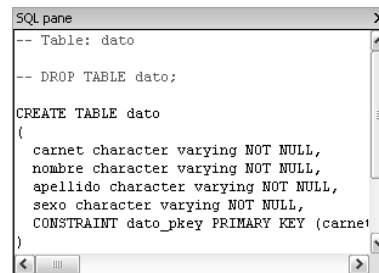 SQL pane
-- Table: dato
-- DROP TABLE dato;
CREATE TABLE dato
(
carnet character varying NOT NULL,
nombre character varying NOT NULL,
apellido character varying NOT NULL,
sexo character varying NOT NULL,
CONSTRAINT dato_pkey PRIMARY KEY (carnet
)